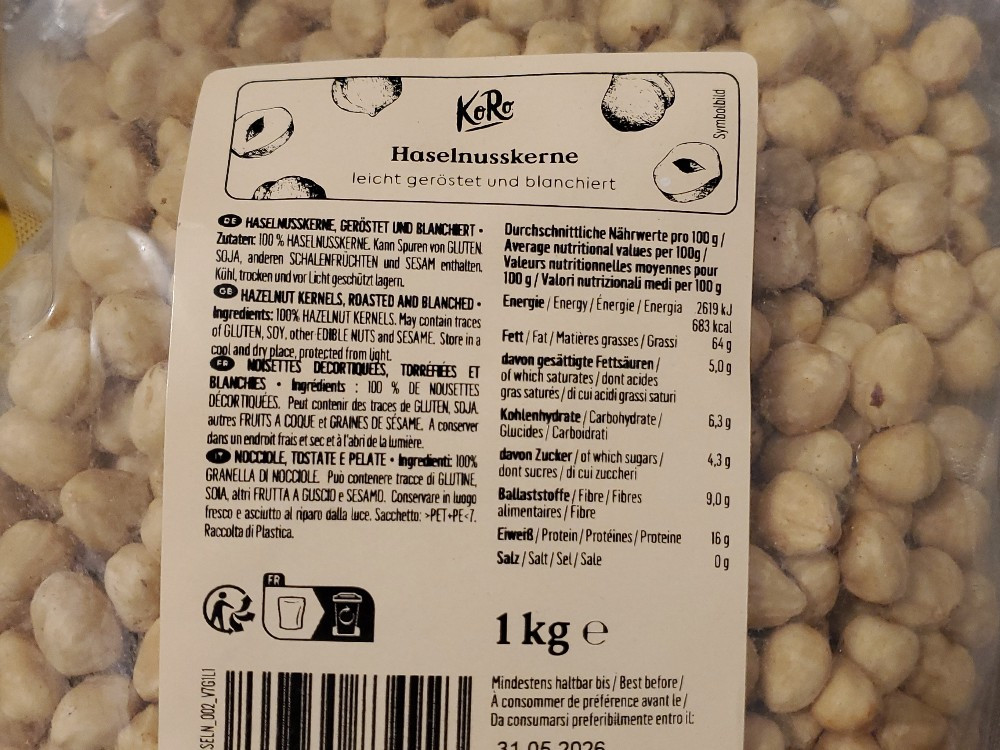 KoRo
Haselnusskerne
leicht geröstet und blanchiert
Symbolbild
DE HASELNUSSKERNE, GERÖSTET UND BLANCHIERT •
Zutaten: 100 % HASELNUSSKERNE. Kann Spuren von GLUTEN,
SOJA, anderen SCHALENFRÜCHTEN und SESAM enthalten.
Kühl, trocken und vor Licht geschützt lagern.
GB HAZELNUT KERNELS, ROASTED AND BLANCHED •
Ingredients: 100% HAZELNUT KERNELS. May contain traces
of GLUTEN, SOY, other EDIBLE NUTS and SESAME. Store in a
cool and dry place, protected from light.
FR NOISETTES DÉCORTIQUÉES, TORRÉFIÉES ET
BLANCHIES • Ingrédients : 100 % DE NOUSETTES
DÉCORTIQUÉES. Peut contenir des traces de GLUTEN, SOJA,
autres FRUITS A COQUE et GRAINES DE SÉSAME. A conserver
dans un endroit frais et sec et à l'abri de la lumière.
IT NOCCIOLE, TOSTATE E PELATE • Ingredienti: 100%
GRANELLA DI NOCCIOLE. Può contenere tracce di GLUTINE,
SOIA, altri FRUTTA A GUSCIO e SESAMO. Conservare in luogo
fresco e asciutto al riparo dalla luce. Sacchetto: >PET+PE<7.
Raccolta di Plastica.
Durchschnittliche Nährwerte pro 100 g /
Average nutritional values per 100g /
Valeurs nutritionnelles moyennes pour
100 g / Valori nutrizionali medi per 100 g
Energie / Energy / Énergie / Energia 2619 kJ
683 kcal
Fett / Fat / Matières grasses / Grassi 64 g
davon gesättigte Fettsäuren / 5,0 g
of which saturates / dont acides
gras saturés / di cui acidi grassi saturi
Kohlenhydrate / Carbohydrate / 6,3 g
Glucides / Carboidrati
davon Zucker / of which sugars / 4,3 g
dont sucres / di cui zuccheri
Ballaststoffe / Fibre / Fibres 9,0 g
alimentaires / Fibre
Eiweiß / Protein / Protéines / Proteine 16 g
Salz / Salt / Sel / Sale 0 g
FR
1 kg e
SELN_002_V7G1L1
Mindestens haltbar bis / Best before /
À consommer de préférence avant le /
Da consumarsi preferibilmente entro il:
31.05.2026